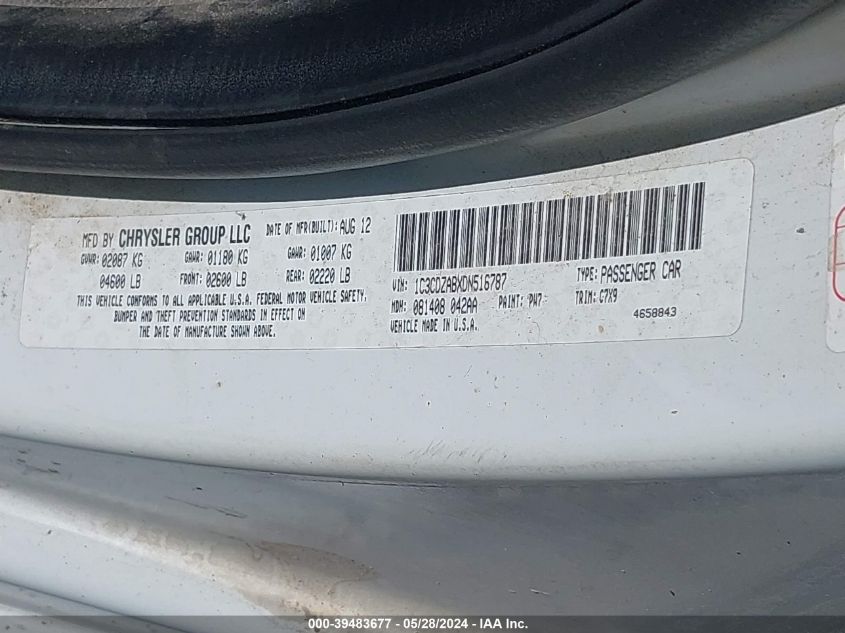 MFD BY CHRYSLER GROUP LLC DATE OF MFR(BUILT): AUG 12
GVWR: 02087 KG GAWR: 01180 KG GAWR: 01007 KG
04600 LB FRONT: 02600 LB REAR: 02220 LB
THIS VEHICLE CONFORMS TO ALL APPLICABLE U.S.A. FEDERAL MOTOR VEHICLE SAFETY,
BUMPER AND THEFT PREVENTION STANDARDS IN EFFECT ON
THE DATE OF MANUFACTURE SHOWN ABOVE.
VIN: 1C3CDZABXDN516787 TYPE: PASSENGER CAR
MDH: 081408 042AA PAINT: PW7 TRIM: C7X9
VEHICLE MADE IN U.S.A. 4658843
000-39483677 - 05/28/2024 - IAA Inc.